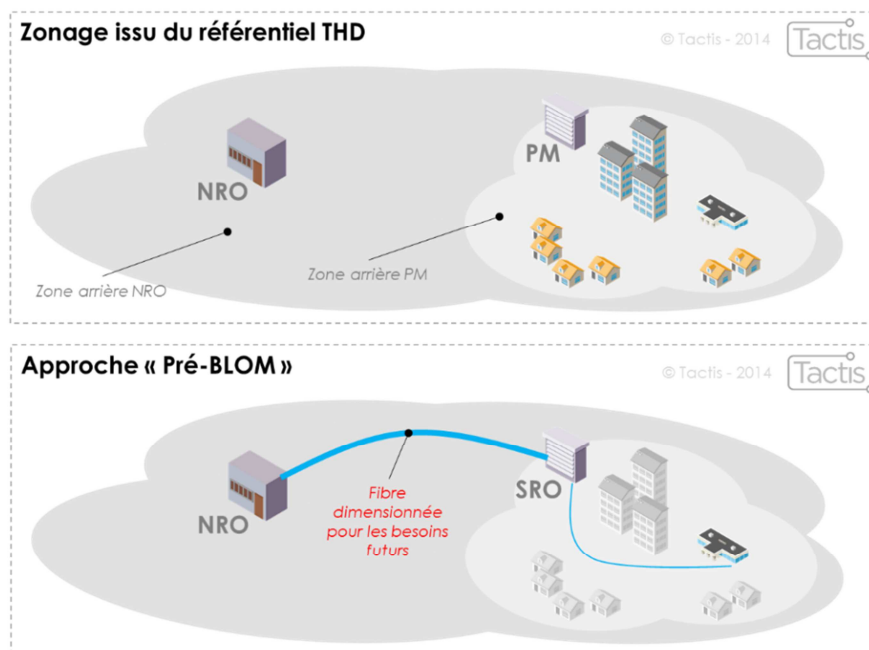 Zonage issu du référentiel THD
© Tactis - 2014
Tactis
NRO
PM
Zone arrière NRO
Zone arrière PM
Approche « Pré-BLOM »
© Tactis - 2014
Tactis
NRO
SRO
Fibre
dimensionnée
pour les besoins
futurs